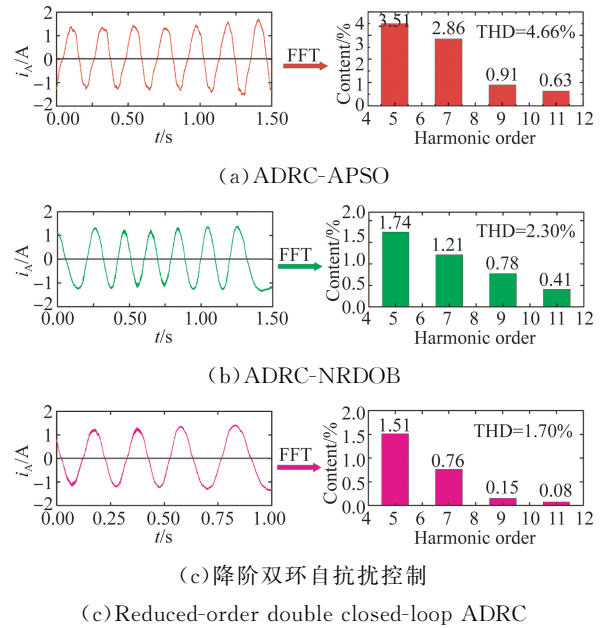 2
1
0
−1
−2
0.00 0.50 1.00 1.50
iA/A
t/s
FFT
4
3
2
1
0
Content/%
3.51
2.86
0.91
0.63
THD=4.66%
4 5 6 7 8 9 10 11 12
Harmonic order
(a)ADRC-APSO
2
1
0
−1
−2
0.00 0.50 1.00 1.50
iA/A
t/s
FFT
2.0
1.5
1.0
0.5
0.0
Content/%
1.74
1.21
0.78
0.41
THD=2.30%
4 5 6 7 8 9 10 11 12
Harmonic order
(b)ADRC-NRDOB
2
1
0
−1
−2
0.00 0.25 0.50 0.75 1.00
iA/A
t/s
FFT
2.0
1.5
1.0
0.5
0.0
Content/%
1.51
0.76
0.15
0.08
THD=1.70%
4 5 6 7 8 9 10 11 12
Harmonic order
(c)降阶双环自抗扰控制
(c)Reduced-order double closed-loop ADRC